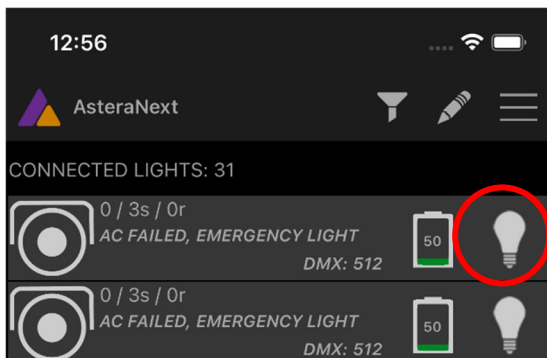 12:56
AsteraNext
CONNECTED LIGHTS: 31
0 / 3s / 0r
AC FAILED, EMERGENCY LIGHT
DMX: 512
50
0 / 3s / 0r
AC FAILED, EMERGENCY LIGHT
DMX: 512
50